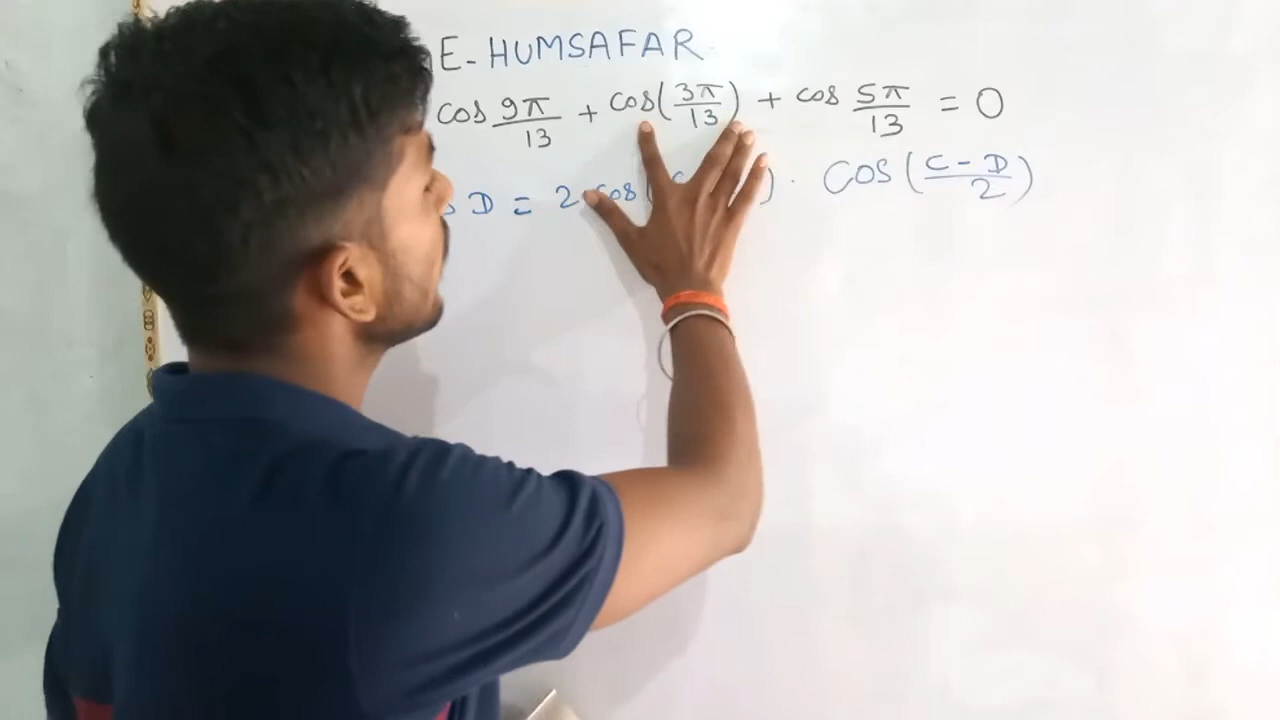 E-HUMSAFAR
cos 9π/13 + cos(3π/13) + cos 5π/13 = 0
D = 2 cos( ) . cos(C-D/2)